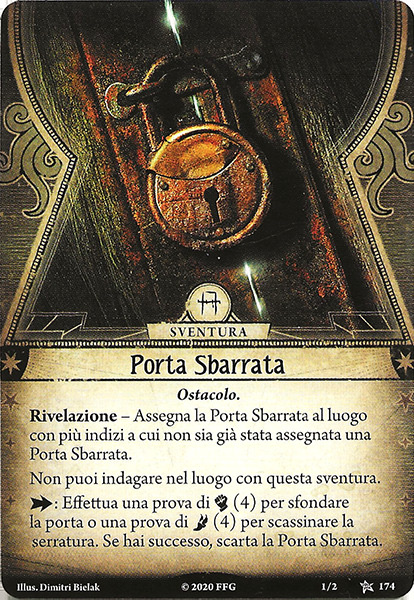 SVENTURA
Porta Sbarrata
Ostacolo.
Rivelazione – Assegna la Porta Sbarrata al luogo
con più indizi a cui non sia già stata assegnata una
Porta Sbarrata.
Non puoi indagare nel luogo con questa sventura.
: Effettua una prova di (4) per sfondare
la porta o una prova di (4) per scassinare la
serratura. Se hai successo, scarta la Porta Sbarrata.
Illus. Dimitri Bielak © 2020 FFG 1/2 174